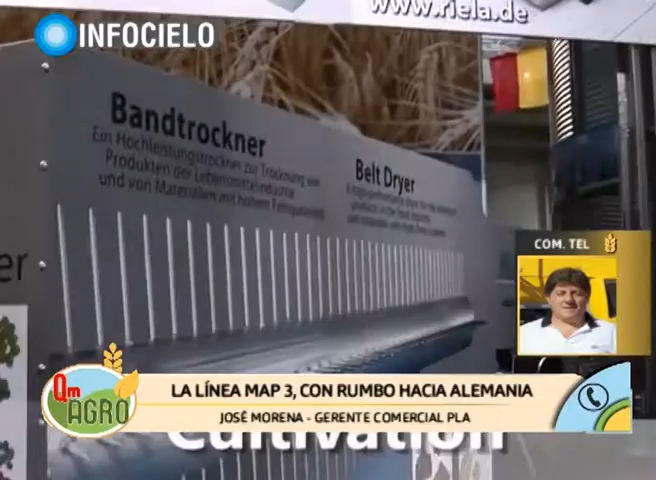 www.riela.de
INFOCIELO
Bandtrockner
Ein Hochleistungstrockner zur Trocknung von
Produkten der Lebensmittelindustrie
und von Materialien mit hohem
Belt Dryer
er
COM. TEL
Qm
AGRO
LA LÍNEA MAP 3, CON RUMBO HACIA ALEMANIA
JOSÉ MORENA - GERENTE COMERCIAL PLA
Cultivation